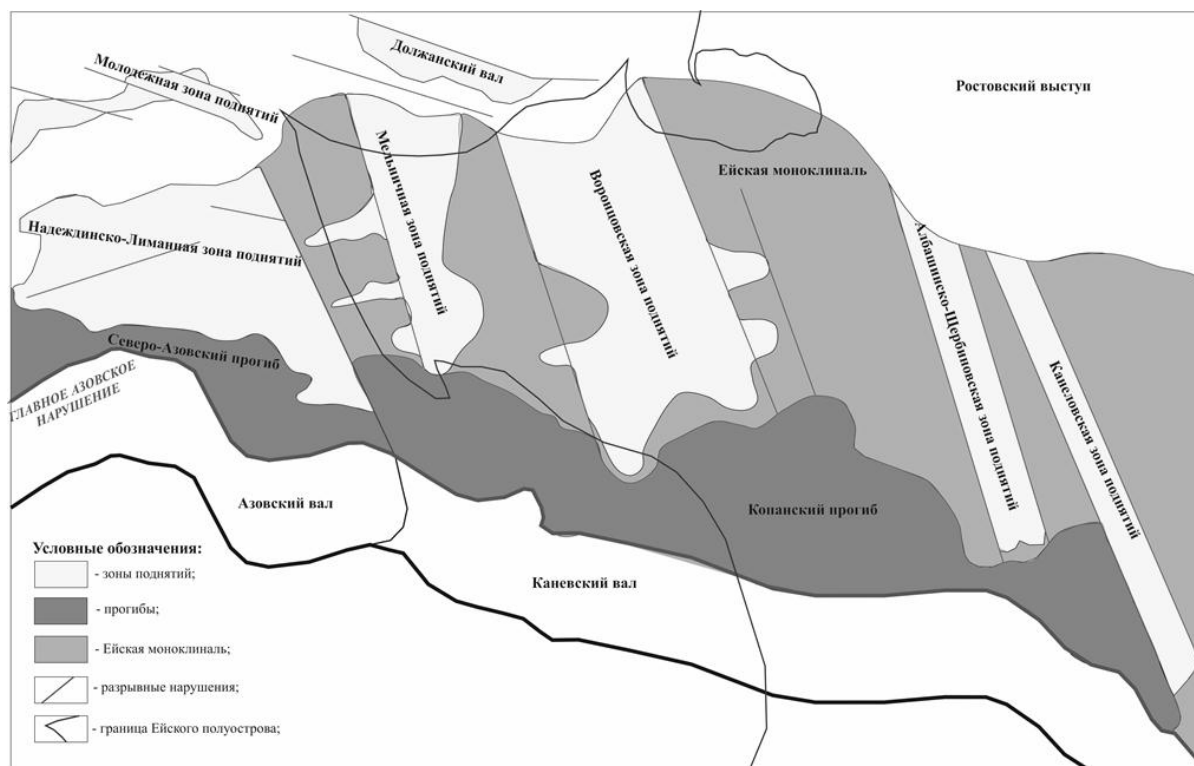 Должанский вал
Молодежная зона поднятий
Ростовский выступ
Мельничная зона поднятий
Ейская моноклиналь
Воронцовская зона поднятий
Надеждинско-Лиманная зона поднятий
Албашинско-Щербиновская зона поднятий
Северо-Азовский прогиб
Канеловская зона поднятий
ГЛАВНОЕ АЗОВСКОЕ
НАРУШЕНИЕ
Азовский вал
Копанский прогиб
Каневский вал
Условные обозначения:
- зоны поднятий;
- прогибы;
- Ейская моноклиналь;
- разрывные нарушения;
- граница Ейского полуострова;